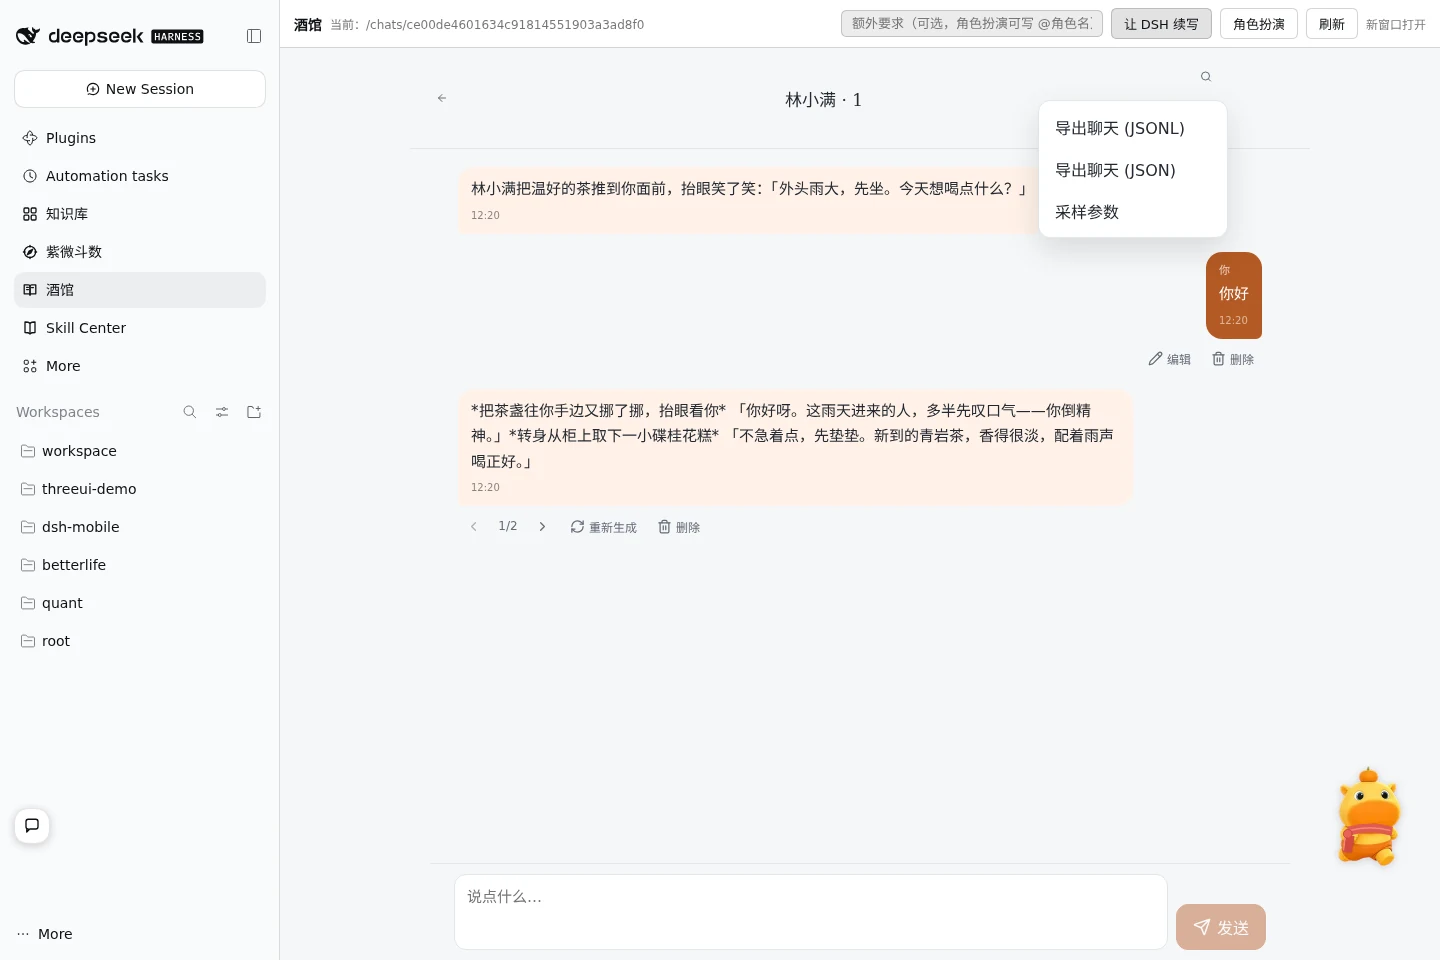 deepseek HARNESS
New Session
Plugins
Automation tasks
知识库
紫微斗数
酒馆
Skill Center
More
Workspaces
workspace
threeui-demo
dsh-mobile
betterlife
quant
root
More
酒馆 当前：/chats/ce00de4601634c91814551903a3ad8f0
额外要求（可选，角色扮演可写 @角色名
让 DSH 续写
角色扮演
刷新
新窗口打开
林小满 · 1
导出聊天 (JSONL)
导出聊天 (JSON)
采样参数
林小满把温好的茶推到你面前，抬眼笑了笑：「外头雨大，先坐。今天想喝点什么？」
12:20
你
你好
12:20
编辑 删除
*把茶盏往你手边又挪了挪，抬眼看你* 「你好呀。这雨天进来的人，多半先叹口气——你倒精
神。」*转身从柜上取下一小碟桂花糕* 「不急着点，先垫垫。新到的青岩茶，香得很淡，配着雨声
喝正好。」
12:20
1/2 重新生成 删除
说点什么…
发送